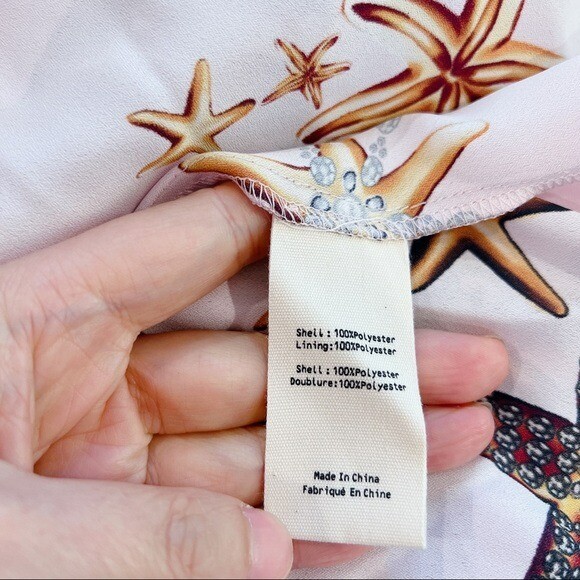 Shell : 100%Polyester
Lining:100%Polyester
Shell : 100%Polyester
Doublure:100%Polyester
Made In China
Fabriqué En Chine